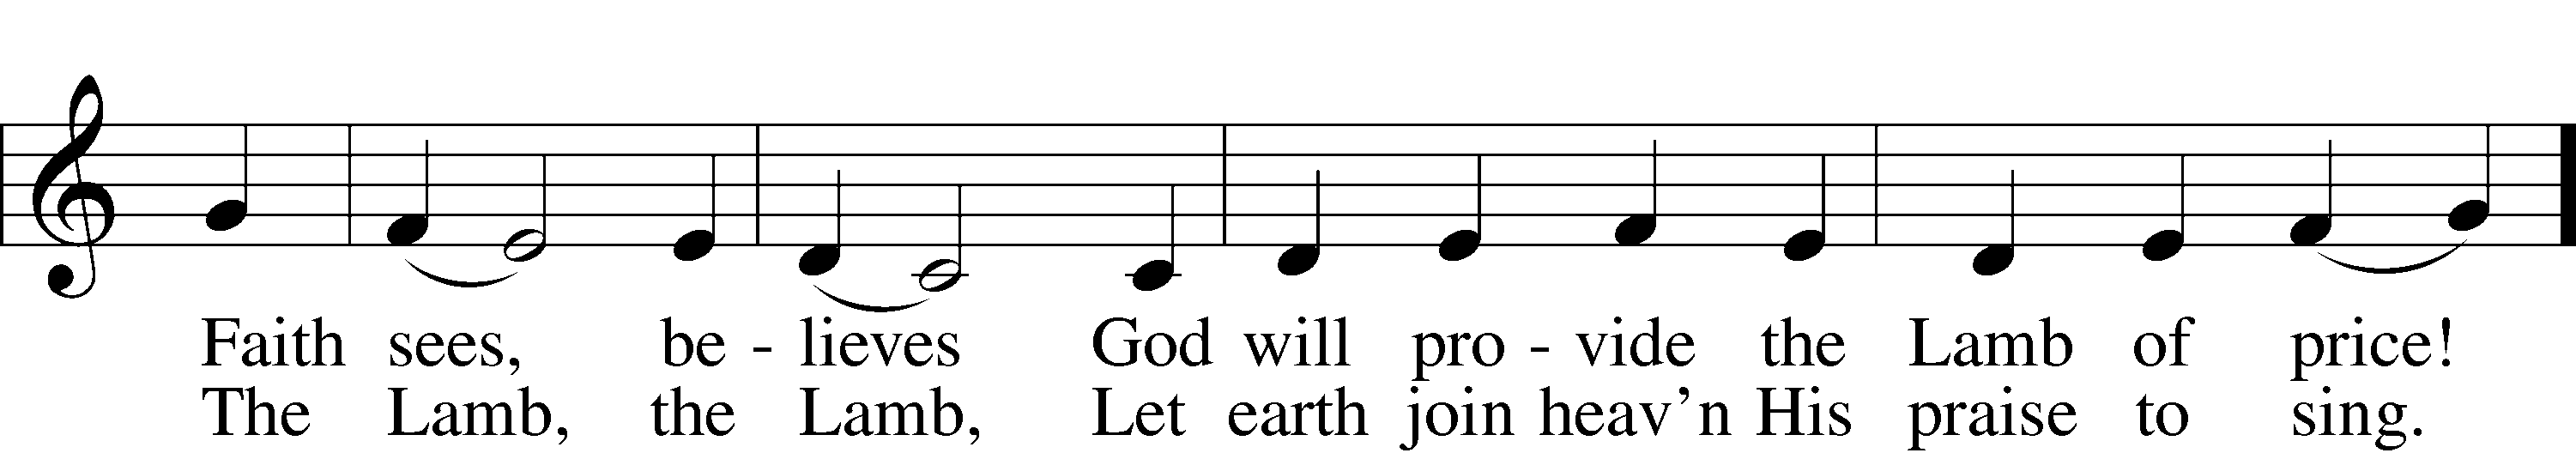 Faith sees, be - lieves God will pro - vide the Lamb of price!
The Lamb, the Lamb, Let earth join heav'n His praise to sing.